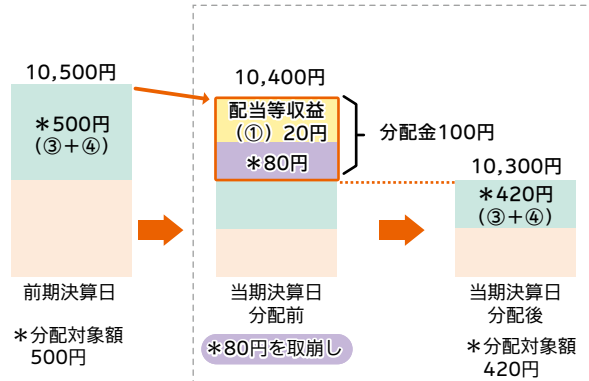 10,500円
＊500円
（③＋④）
前期決算日
＊分配対象額
500円
10,400円
配当等収益
（①）20円
＊80円
分配金100円
当期決算日
分配前
＊80円を取崩し
10,300円
＊420円
（③＋④）
当期決算日
分配後
＊分配対象額
420円